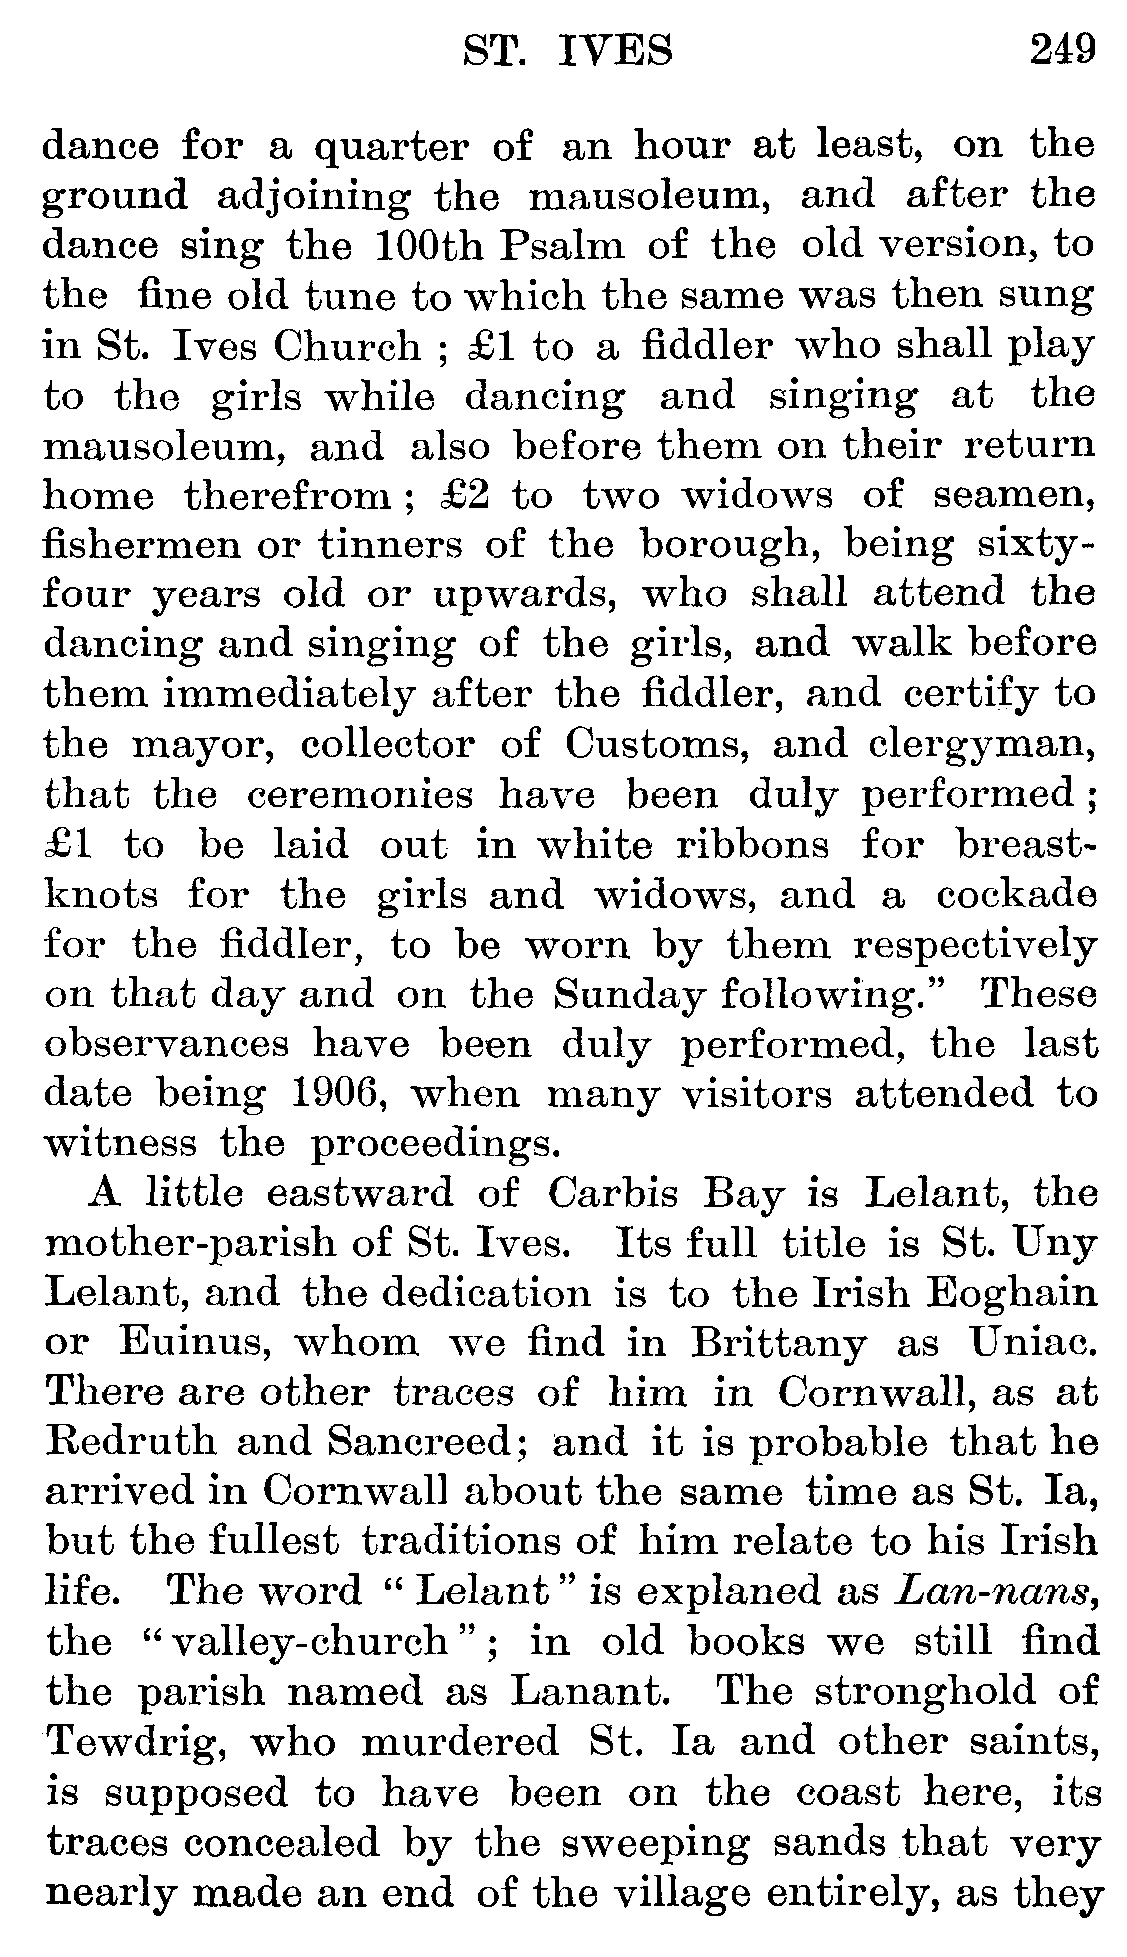 ST. IVES 249
dance for a quarter of an hour at least, on the
ground adjoining the mausoleum, and after the
dance sing the 100th Psalm of the old version, to
the fine old tune to which the same was then sung
in St. Ives Church ; £1 to a fiddler who shall play
to the girls while dancing and singing at the
mausoleum, and also before them on their return
home therefrom ; £2 to two widows of seamen,
fishermen or tinners of the borough, being sixty-
four years old or upwards, who shall attend the
dancing and singing of the girls, and walk before
them immediately after the fiddler, and certify to
the mayor, collector of Customs, and clergyman,
that the ceremonies have been duly performed ;
£1 to be laid out in white ribbons for breast-
knots for the girls and widows, and a cockade
for the fiddler, to be worn by them respectively
on that day and on the Sunday following.” These
observances have been duly performed, the last
date being 1906, when many visitors attended to
witness the proceedings.
A little eastward of Carbis Bay is Lelant, the
mother-parish of St. Ives. Its full title is St. Uny
Lelant, and the dedication is to the Irish Eoghain
or Euinus, whom we find in Brittany as Uniac.
There are other traces of him in Cornwall, as at
Redruth and Sancreed; and it is probable that he
arrived in Cornwall about the same time as St. Ia,
but the fullest traditions of him relate to his Irish
life. The word “ Lelant ” is explaned as Lan-nans,
the “ valley-church ” ; in old books we still find
the parish named as Lanant. The stronghold of
Tewdrig, who murdered St. Ia and other saints,
is supposed to have been on the coast here, its
traces concealed by the sweeping sands that very
nearly made an end of the village entirely, as they